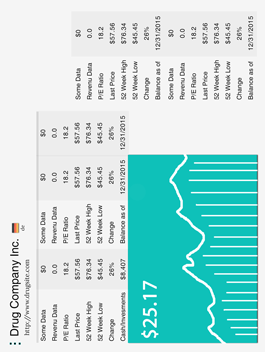 Drug Company Inc.
de
Some Data $0 Some Data $0 $0
Revenu Data 0.0 Revenu Data 0.0 0.0
P/E Ratio 18.2 P/E Ratio 18.2 18.2
Last Price $57.56 Last Price $57.56 $57.56
52 Week High $76.34 52 Week High $76.34 $76.34
52 Week Low $45.45 52 Week Low $45.45 $45.45
Change 26% Change 26% 26%
Cash/Investments $8.407 Balance as of 12/31/2015 12/31/2015
$25.17
Some Data $0
Revenu Data 0.0
P/E Ratio 18.2
Last Price $57.56
52 Week High $76.34
52 Week Low $45.45
Change 26%
Balance as of 12/31/2015
Some Data $0
Revenu Data 0.0
P/E Ratio 18.2
Last Price $57.56
52 Week High $76.34
52 Week Low $45.45
Change 26%
Balance as of 12/31/2015